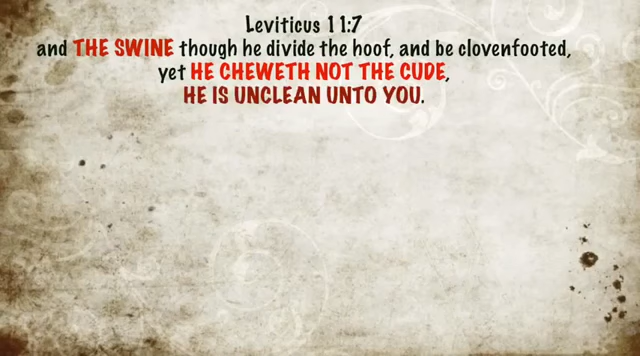 Leviticus 11:7
and THE SWINE though he divide the hoof, and be clovenfooted,
yet HE CHEWETH NOT THE CUDE,
HE IS UNCLEAN UNTO YOU.